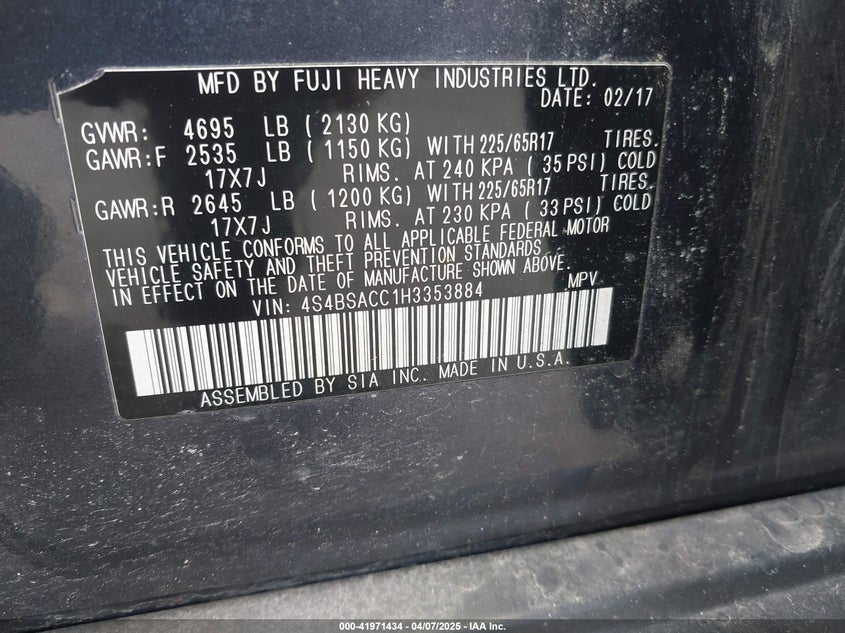 MFD BY FUJI HEAVY INDUSTRIES LTD.
DATE: 02/17
GVWR: 4695 LB ( 2130 KG)
GAWR:F 2535 LB ( 1150 KG) WITH 225/65R17 TIRES.
17X7J RIMS. AT 240 KPA ( 35 PSI) COLD
GAWR:R 2645 LB ( 1200 KG) WITH 225/65R17 TIRES.
17X7J RIMS. AT 230 KPA ( 33 PSI) COLD
THIS VEHICLE CONFORMS TO ALL APPLICABLE FEDERAL MOTOR
VEHICLE SAFETY AND THEFT PREVENTION STANDARDS
IN EFFECT ON THE DATE OF MANUFACTURE SHOWN ABOVE.
VIN: 4S4BSACC1H3353884 MPV
ASSEMBLED BY SIA INC. MADE IN U.S.A.
000-41971434 - 04/07/2025 - IAA Inc.